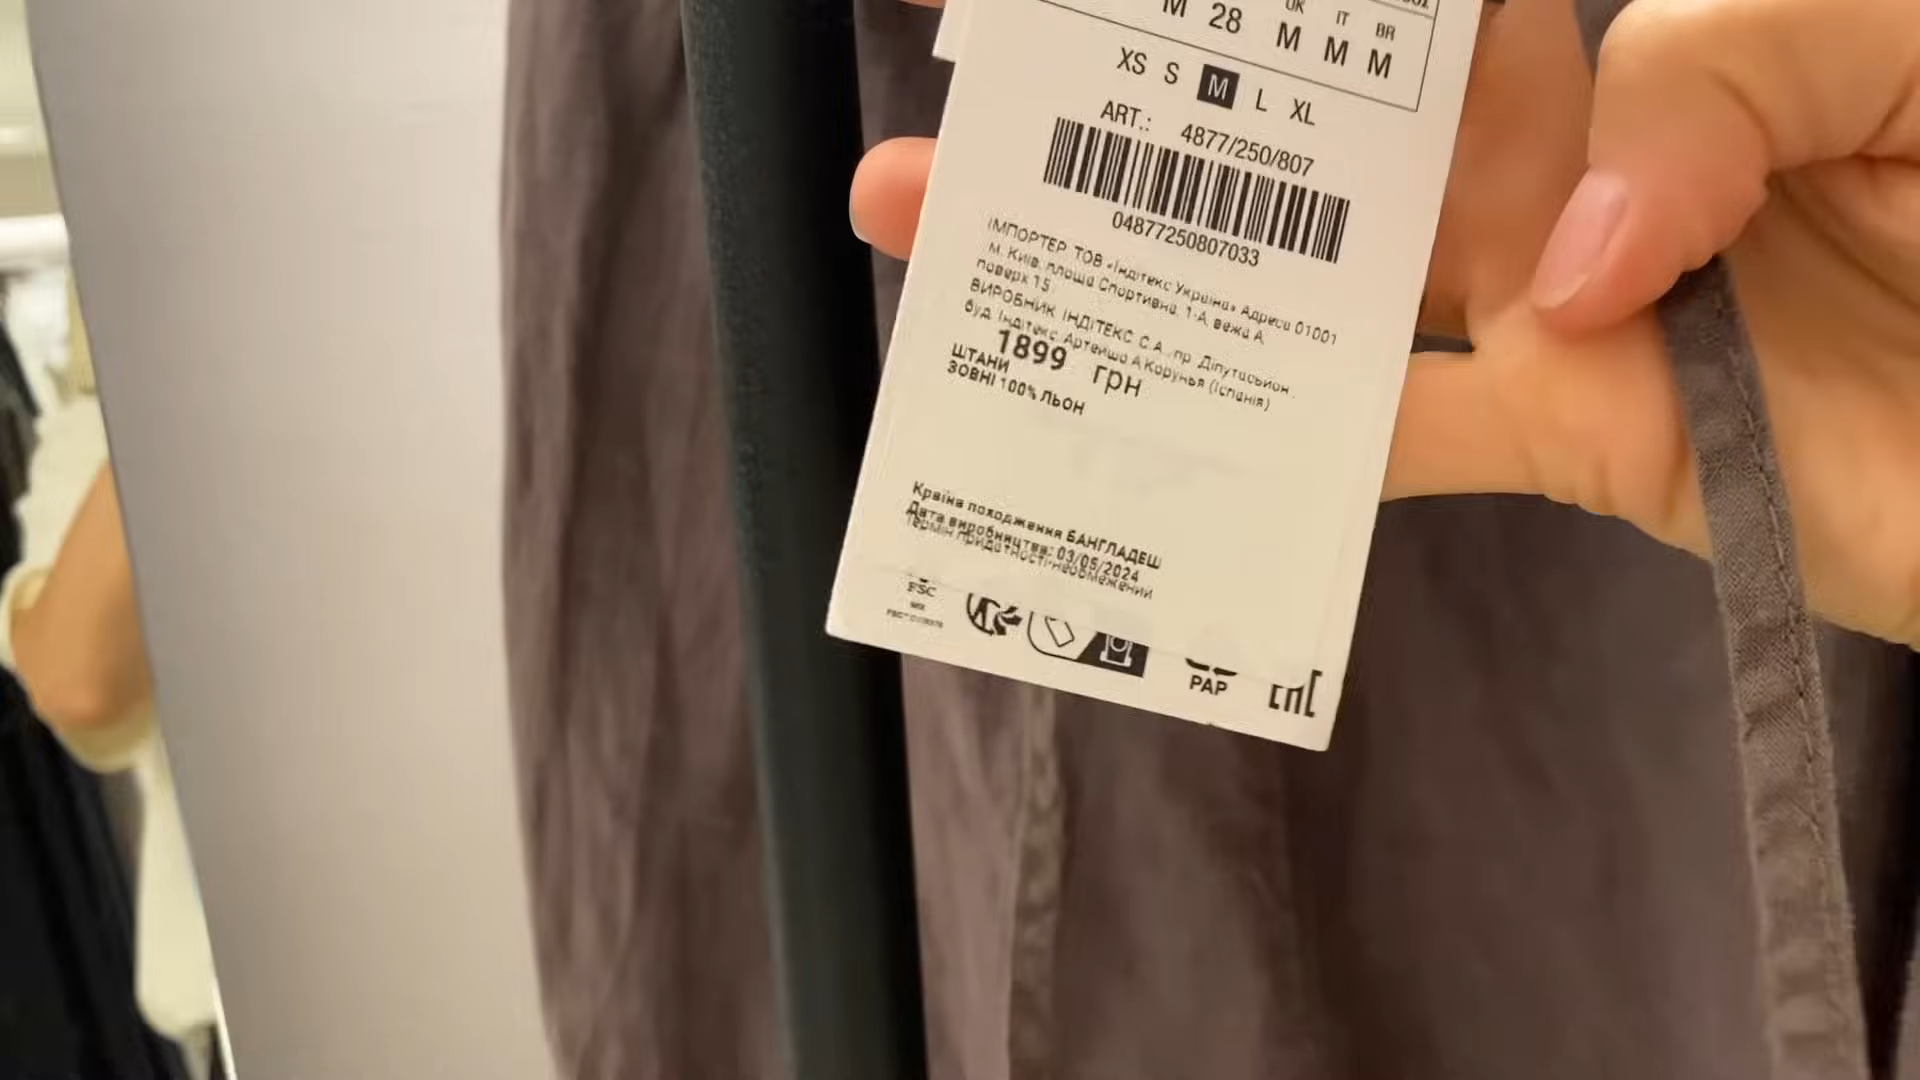 UK IT BR
M 28 M M M
XS S M L XL
ART.: 4877/250/807
04877250807033
ІМПОРТЕР ТОВ «Індітекс Україна» Адреса 01001
м. Київ, площа Спортивна, 1-А, вежа А,
поверх 15
ВИРОБНИК ІНДІТЕКС С.А., пр. Діпутасьйон,
буд. Індітекс, Артейшо А Корунья (Іспанія)
1899 грн
ШТАНИ
ЗОВНІ 100% ЛЬОН
Країна походження БАНГЛАДЕШ
Дата виробництва: 03/05/2024
Термін придатності необмежений
FSC
MIX
PAP
EAC